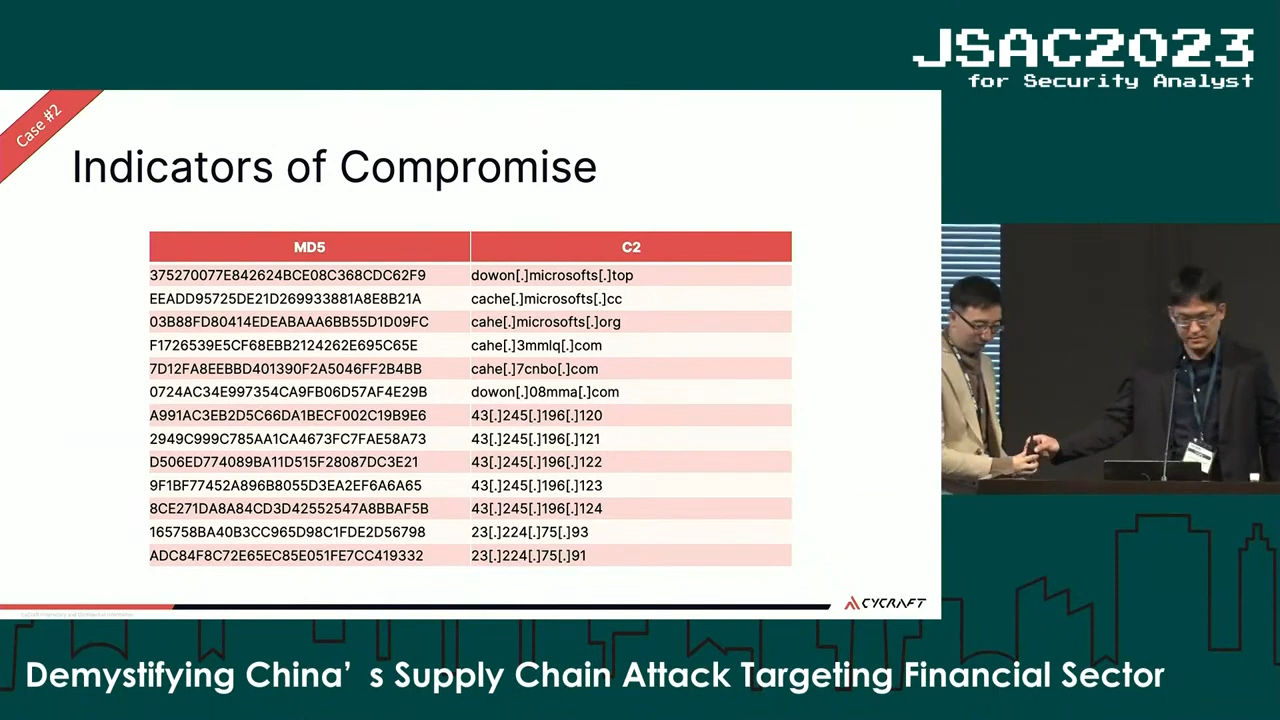 JSAC2023
for Security Analyst
Case #2
Indicators of Compromise
MD5 C2
375270077E842624BCE08C368CDC62F9 dowon[.]microsofts[.]top
EEADD95725DE21D269933881A8E8B21A cache[.]microsofts[.]cc
03B88FD80414EDEABAAA6BB55D1D09FC cahe[.]microsofts[.]org
F1726539E5CF68EBB2124262E695C65E cahe[.]3mmlq[.]com
7D12FA8EEBBD401390F2A5046FF2B4BB cahe[.]7cnbo[.]com
0724AC34E997354CA9FB06D57AF4E29B dowon[.]08mma[.]com
A991AC3EB2D5C66DA1BECF002C19B9E6 43[.]245[.]196[.]120
2949C999C785AA1CA4673FC7FAE58A73 43[.]245[.]196[.]121
D506ED774089BA11D515F28087DC3E21 43[.]245[.]196[.]122
9F1BF77452A896B8055D3EA2EF6A6A65 43[.]245[.]196[.]123
8CE271DA8A84CD3D42552547A8BBAF5B 43[.]245[.]196[.]124
165758BA40B3CC965D98C1FDE2D56798 23[.]224[.]75[.]93
ADC84F8C72E65EC85E051FE7CC419332 23[.]224[.]75[.]91
CYCRAFT
Demystifying China’s Supply Chain Attack Targeting Financial Sector